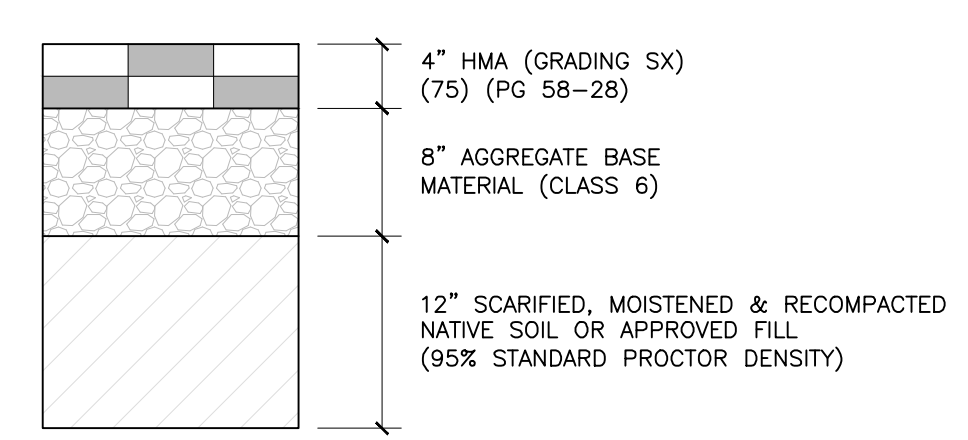 4” HMA (GRADING SX)
(75) (PG 58–28)
8” AGGREGATE BASE
MATERIAL (CLASS 6)
12” SCARIFIED, MOISTENED & RECOMPACTED
NATIVE SOIL OR APPROVED FILL
(95% STANDARD PROCTOR DENSITY)